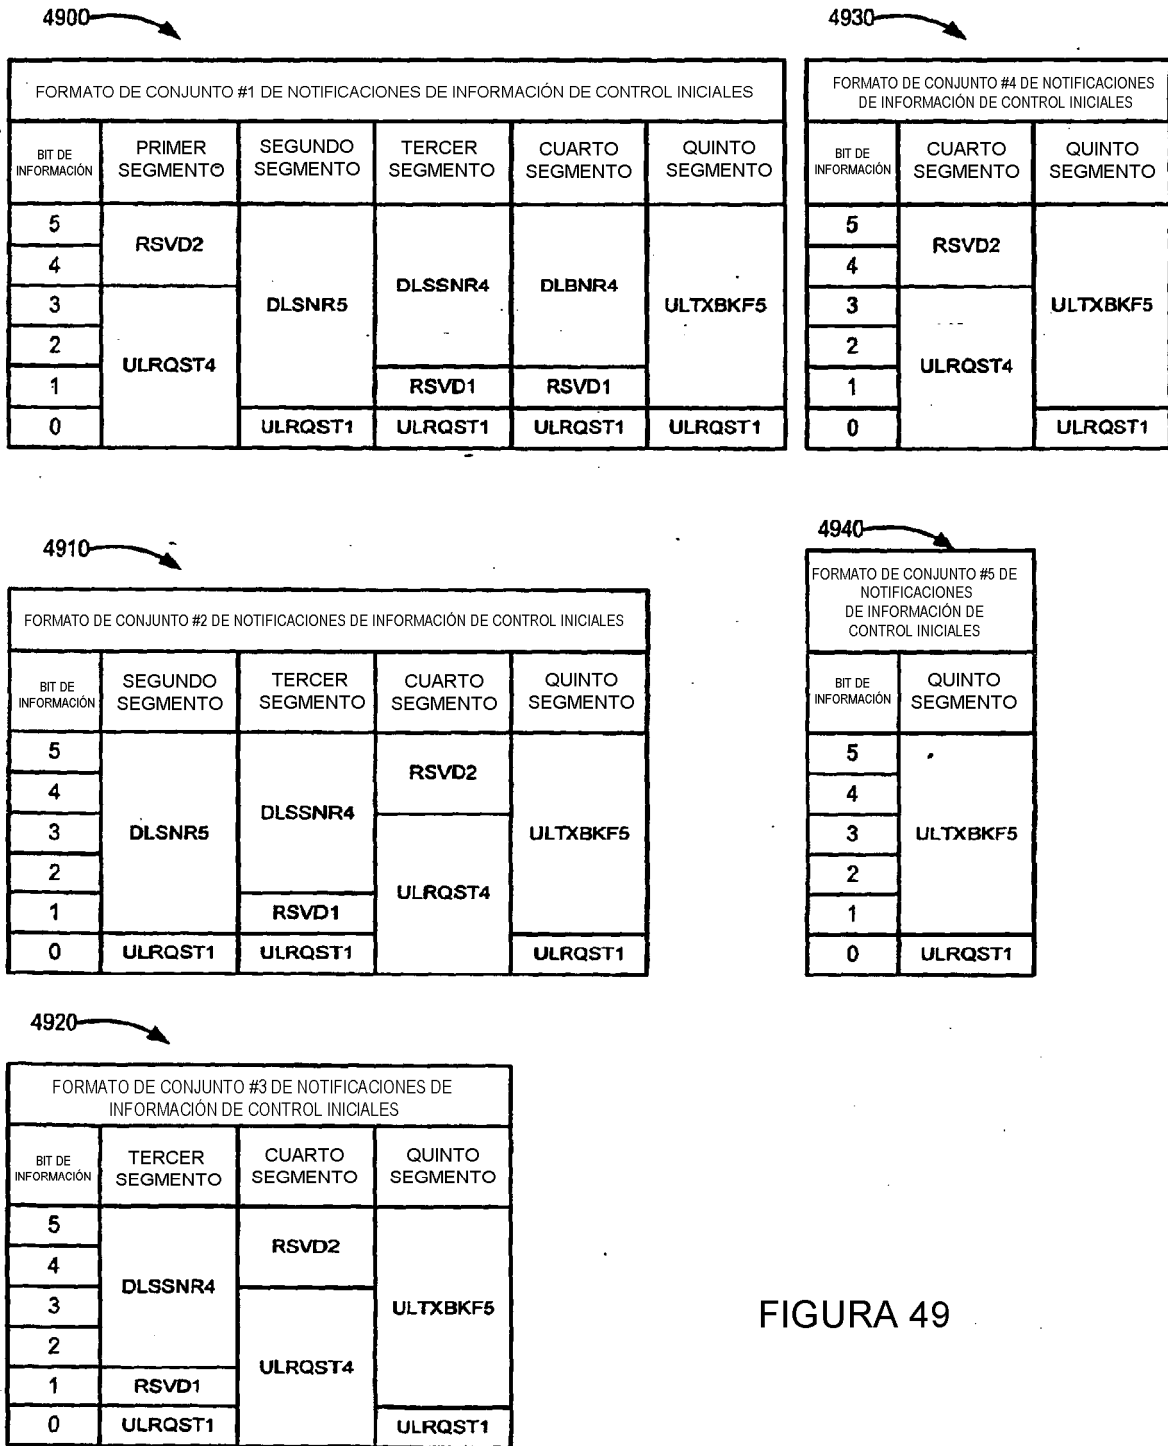 4900
FORMATO DE CONJUNTO #1 DE NOTIFICACIONES DE INFORMACIÓN DE CONTROL INICIALES
BIT DE INFORMACIÓN
PRIMER SEGMENTO
SEGUNDO SEGMENTO
TERCER SEGMENTO
CUARTO SEGMENTO
QUINTO SEGMENTO
5
4
3
2
1
0
RSVD2
ULRQST4
DLSNR5
ULRQST1
DLSSNR4
RSVD1
ULRQST1
DLBNR4
RSVD1
ULRQST1
ULTXBKF5
ULRQST1
4930
FORMATO DE CONJUNTO #4 DE NOTIFICACIONES
DE INFORMACIÓN DE CONTROL INICIALES
BIT DE INFORMACIÓN
CUARTO SEGMENTO
QUINTO SEGMENTO
5
4
3
2
1
0
RSVD2
ULRQST4
ULTXBKF5
ULRQST1
4910
FORMATO DE CONJUNTO #2 DE NOTIFICACIONES DE INFORMACIÓN DE CONTROL INICIALES
BIT DE INFORMACIÓN
SEGUNDO SEGMENTO
TERCER SEGMENTO
CUARTO SEGMENTO
QUINTO SEGMENTO
5
4
3
2
1
0
DLSNR5
ULRQST1
DLSSNR4
RSVD1
ULRQST1
RSVD2
ULRQST4
ULTXBKF5
ULRQST1
4940
FORMATO DE CONJUNTO #5 DE
NOTIFICACIONES
DE INFORMACIÓN DE
CONTROL INICIALES
BIT DE INFORMACIÓN
QUINTO SEGMENTO
5
4
3
2
1
0
ULTXBKF5
ULRQST1
4920
FORMATO DE CONJUNTO #3 DE NOTIFICACIONES DE
INFORMACIÓN DE CONTROL INICIALES
BIT DE INFORMACIÓN
TERCER SEGMENTO
CUARTO SEGMENTO
QUINTO SEGMENTO
5
4
3
2
1
0
DLSSNR4
RSVD1
ULRQST1
RSVD2
ULRQST4
ULTXBKF5
ULRQST1
FIGURA 49